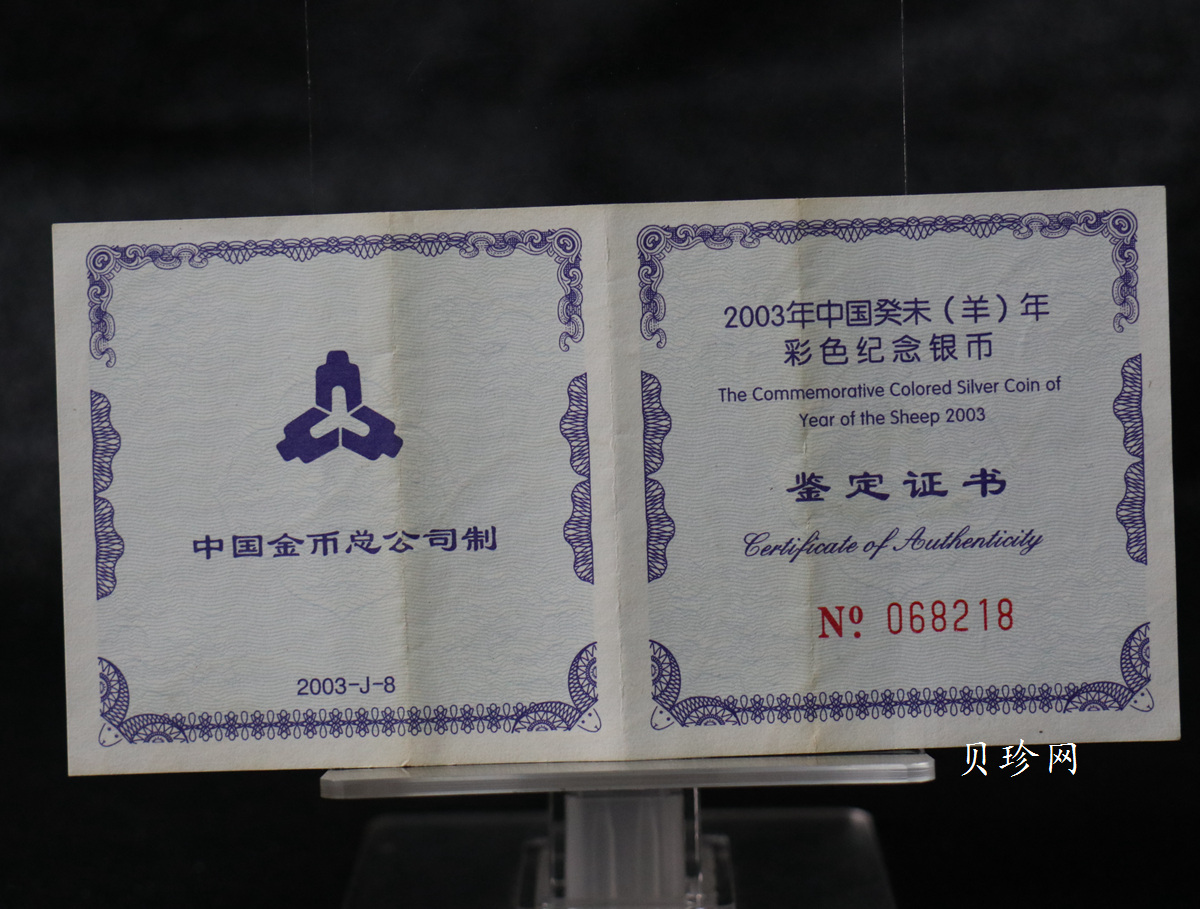 中国金币总公司制
2003-J-8
2003年中国癸未（羊）年
彩色纪念银币
The Commemorative Colored Silver Coin of
Year of the Sheep 2003
鉴定证书
Certificate of Authenticity
Nº 068218
贝珍网